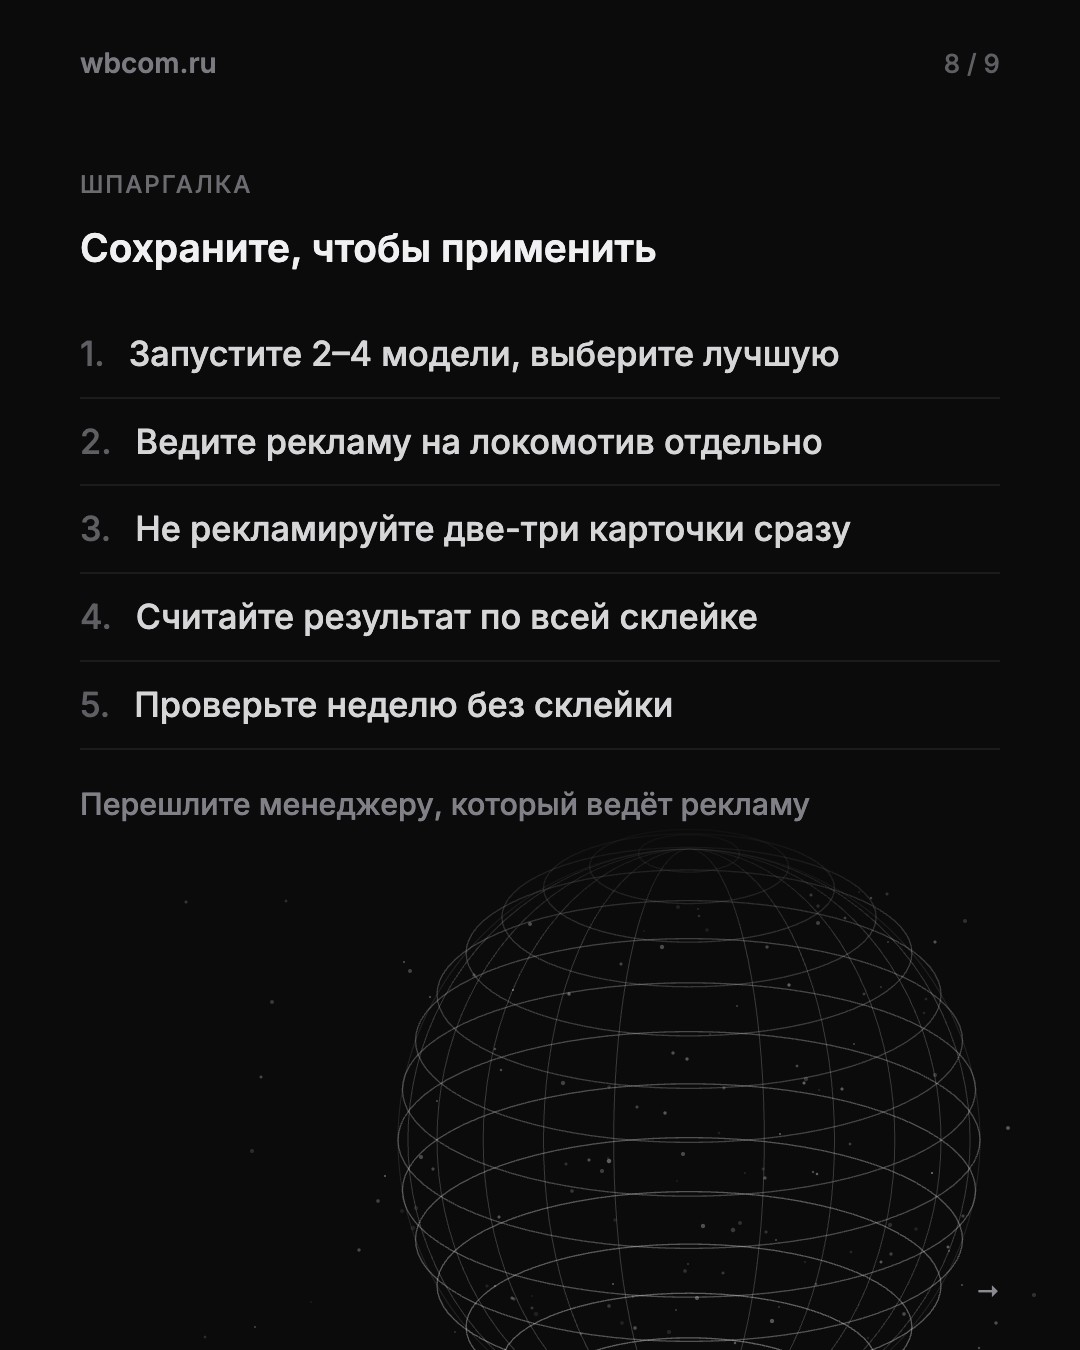 wbcom.ru
8 / 9
ШПАРГАЛКА
Сохраните, чтобы применить
1. Запустите 2–4 модели, выберите лучшую
2. Ведите рекламу на локомотив отдельно
3. Не рекламируйте две-три карточки сразу
4. Считайте результат по всей склейке
5. Проверьте неделю без склейки
Перешлите менеджеру, который ведёт рекламу
→